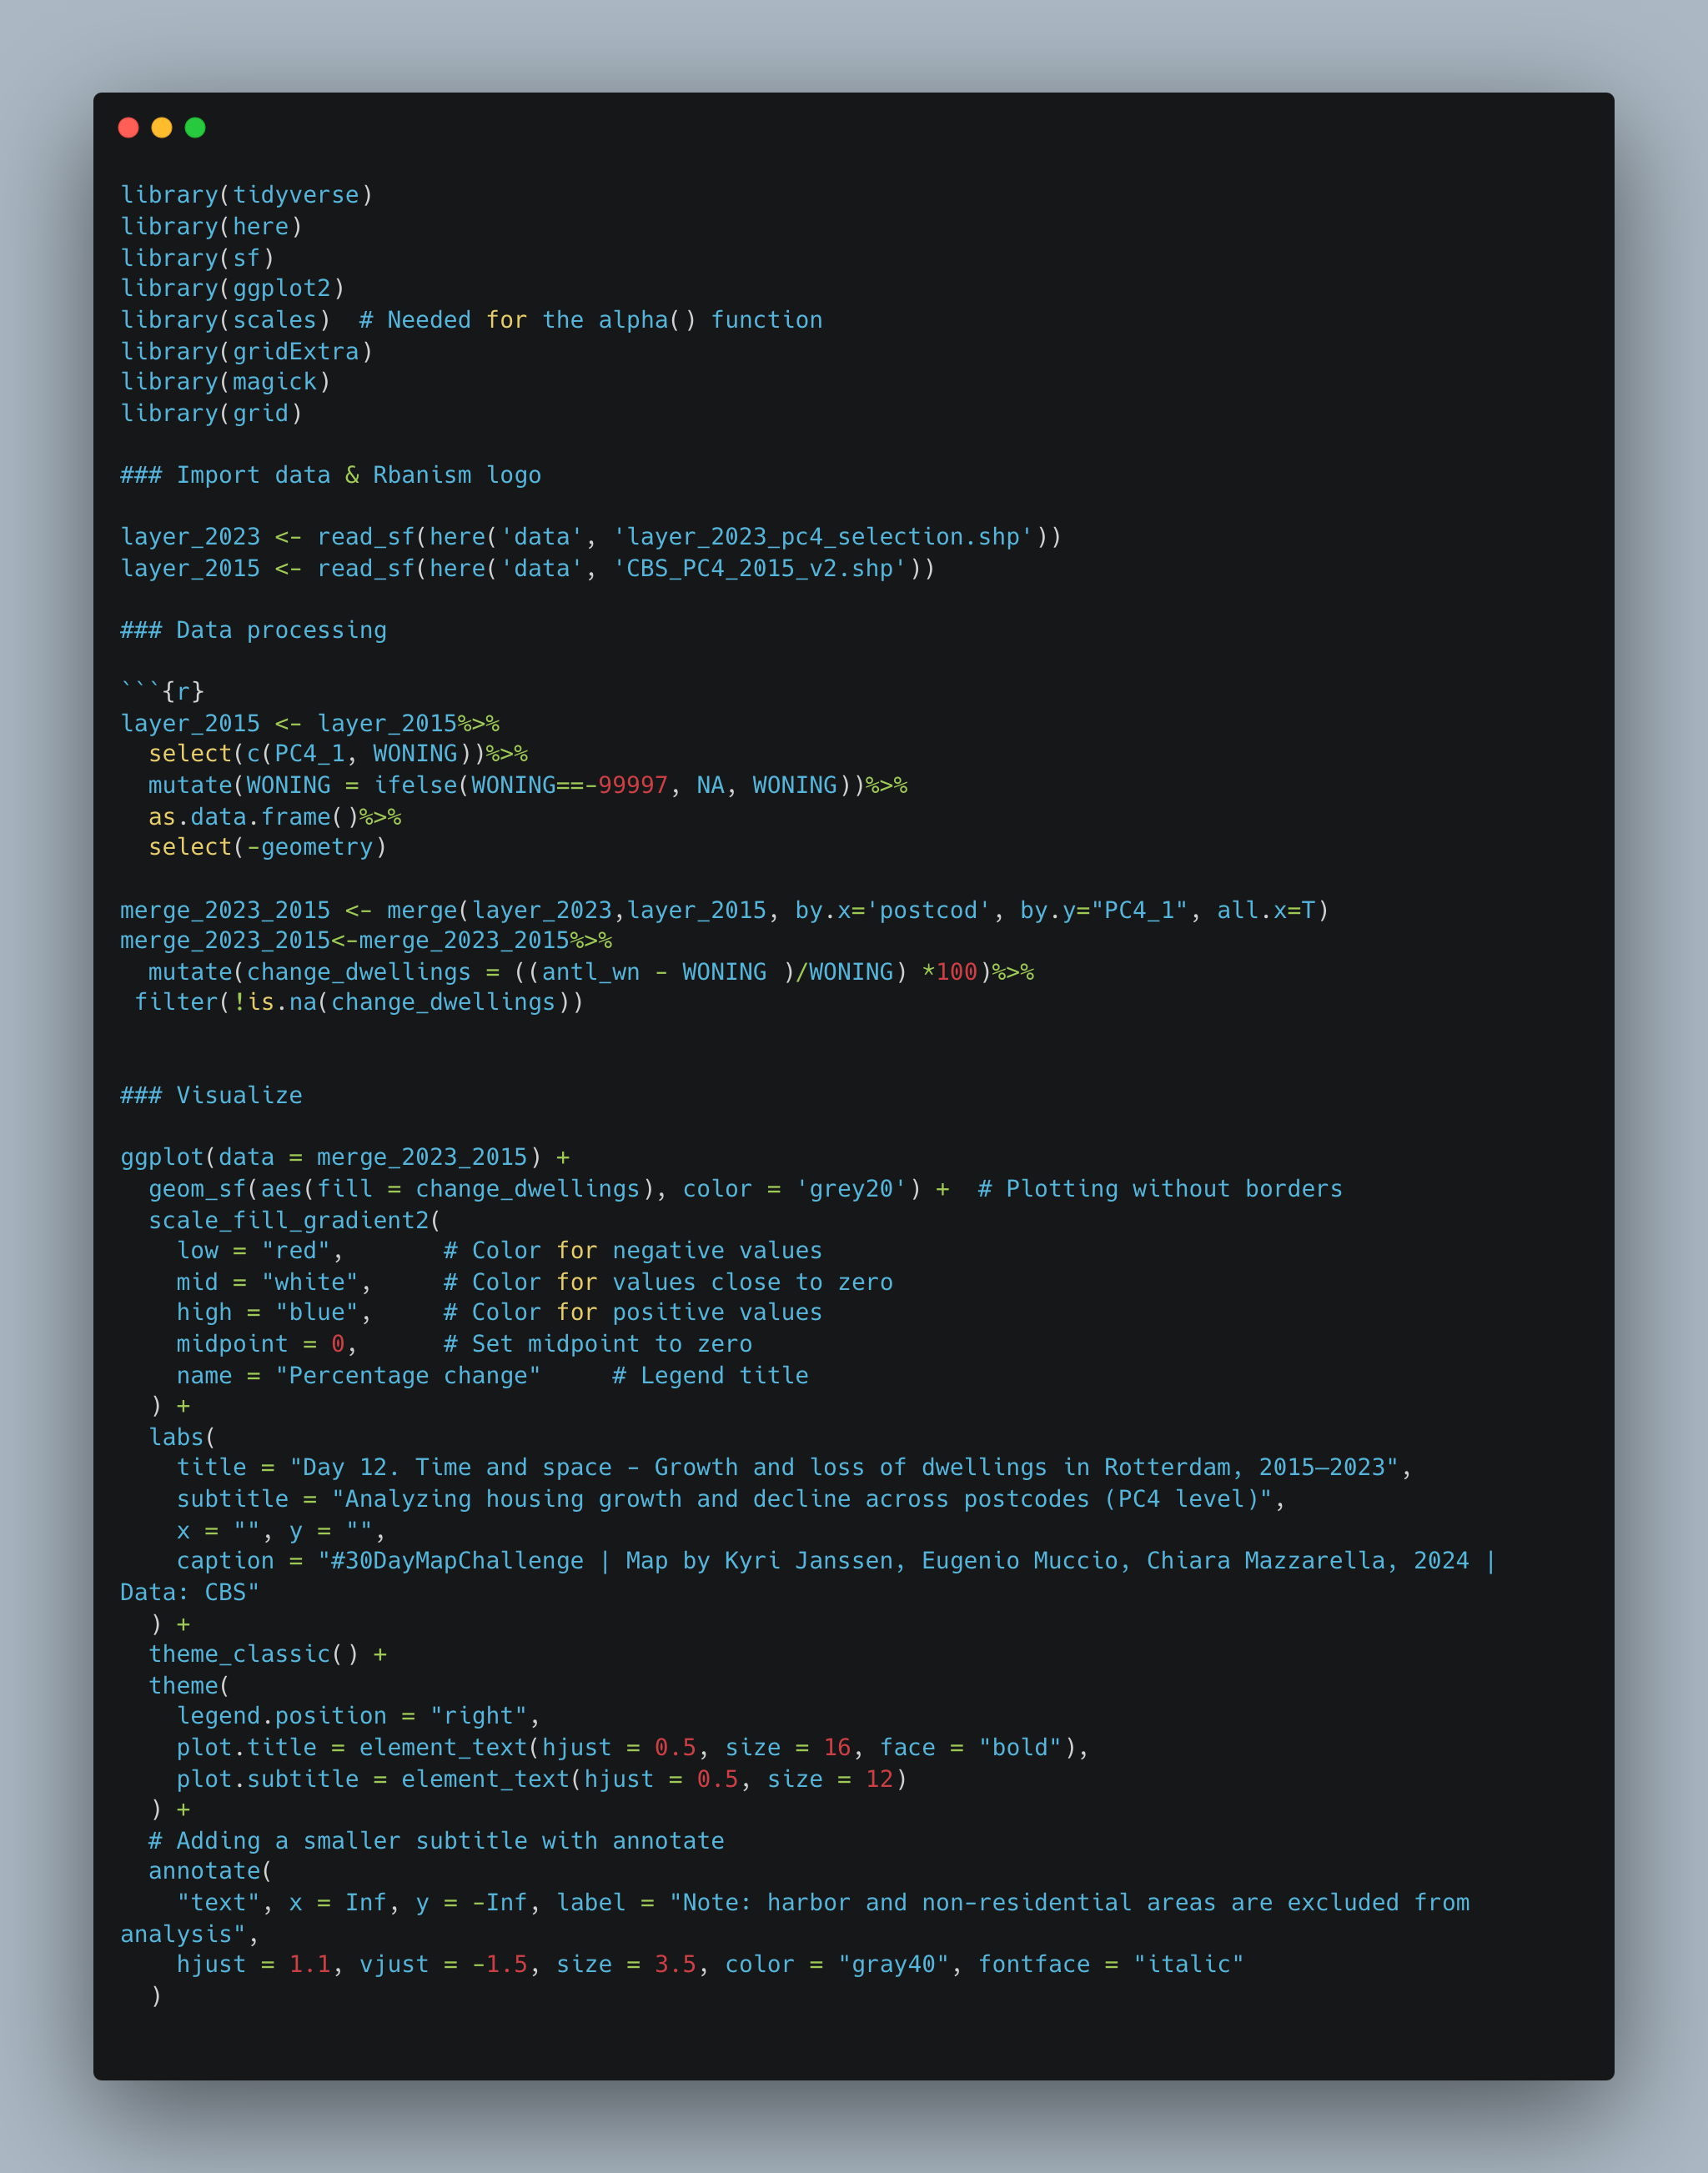 library(tidyverse)
library(here)
library(sf)
library(ggplot2)
library(scales)  # Needed for the alpha() function
library(gridExtra)
library(magick)
library(grid)

### Import data & Rbanism logo

layer_2023 <- read_sf(here('data', 'layer_2023_pc4_selection.shp'))
layer_2015 <- read_sf(here('data', 'CBS_PC4_2015_v2.shp'))

### Data processing

```{r}
layer_2015 <- layer_2015%>%
  select(c(PC4_1, WONING))%>%
  mutate(WONING = ifelse(WONING==-99997, NA, WONING))%>%
  as.data.frame()%>%
  select(-geometry)

merge_2023_2015 <- merge(layer_2023,layer_2015, by.x='postcod', by.y="PC4_1", all.x=T)
merge_2023_2015<-merge_2023_2015%>%
  mutate(change_dwellings = ((antl_wn - WONING )/WONING) *100)%>%
 filter(!is.na(change_dwellings))


### Visualize

ggplot(data = merge_2023_2015) +
  geom_sf(aes(fill = change_dwellings), color = 'grey20') +  # Plotting without borders
  scale_fill_gradient2(
    low = "red",       # Color for negative values
    mid = "white",     # Color for values close to zero
    high = "blue",     # Color for positive values
    midpoint = 0,      # Set midpoint to zero
    name = "Percentage change"     # Legend title
  ) +
  labs(
    title = "Day 12. Time and space - Growth and loss of dwellings in Rotterdam, 2015–2023",
    subtitle = "Analyzing housing growth and decline across postcodes (PC4 level)",
    x = "", y = "",
    caption = "#30DayMapChallenge | Map by Kyri Janssen, Eugenio Muccio, Chiara Mazzarella, 2024 |
Data: CBS"
  ) +
  theme_classic() +
  theme(
    legend.position = "right",
    plot.title = element_text(hjust = 0.5, size = 16, face = "bold"),
    plot.subtitle = element_text(hjust = 0.5, size = 12)
  ) +
  # Adding a smaller subtitle with annotate
  annotate(
    "text", x = Inf, y = -Inf, label = "Note: harbor and non-residential areas are excluded from
analysis",
    hjust = 1.1, vjust = -1.5, size = 3.5, color = "gray40", fontface = "italic"
  )